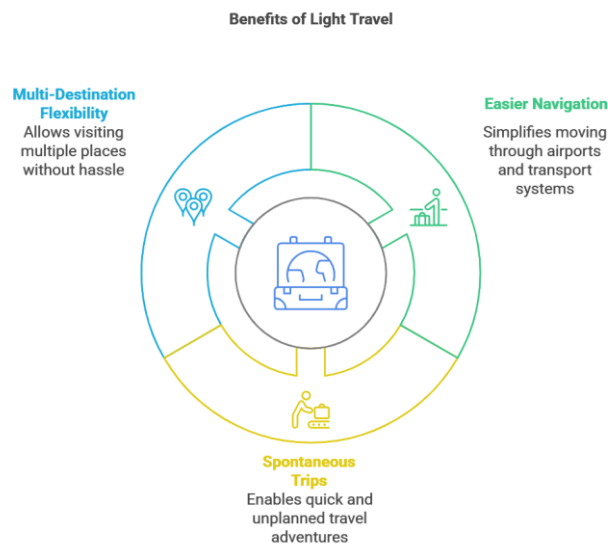 Benefits of Light Travel
Multi-Destination
Flexibility
Allows visiting
multiple places
without hassle
Easier Navigation
Simplifies moving
through airports
and transport
systems
Spontaneous
Trips
Enables quick and
unplanned travel
adventures